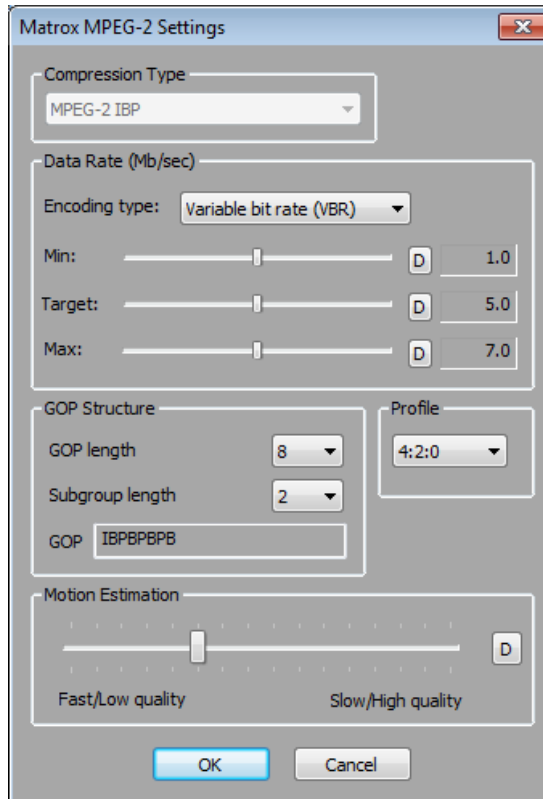 Matrox MPEG-2 Settings
Compression Type
MPEG-2 IBP
Data Rate (Mb/sec)
Encoding type: Variable bit rate (VBR)
Min: D 1.0
Target: D 5.0
Max: D 7.0
GOP Structure
GOP length 8
Subgroup length 2
GOP IBPBPBPB
Profile
4:2:0
Motion Estimation
D
Fast/Low quality Slow/High quality
OK Cancel